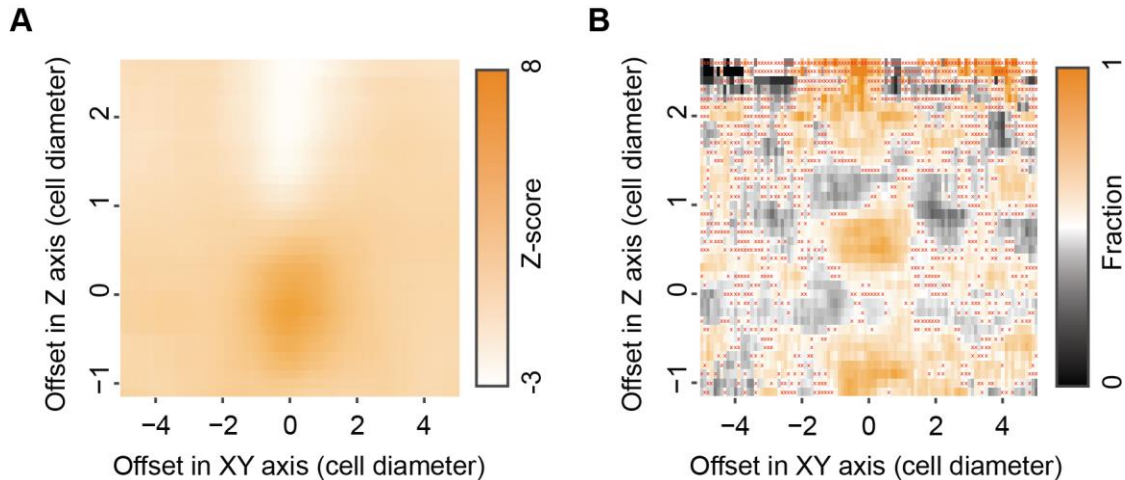 A
Offset in Z axis (cell diameter)
2
1
0
−1
−4
−2
0
2
4
Offset in XY axis (cell diameter)
8
Z-score
−3
B
Offset in Z axis (cell diameter)
2
1
0
−1
−4
−2
0
2
4
Offset in XY axis (cell diameter)
1
Fraction
0